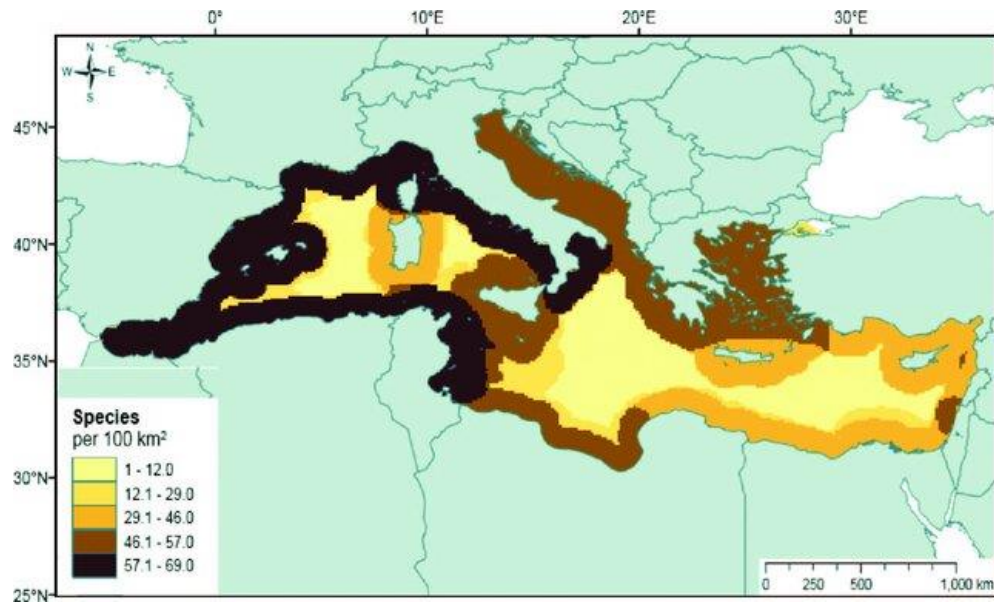 0° 10°E 20°E 30°E
N
W E
S
45°N
40°N
35°N
30°N
25°N
Species
per 100 km²
1 - 12.0
12.1 - 29.0
29.1 - 46.0
46.1 - 57.0
57.1 - 69.0
0 250 500 1,000 km